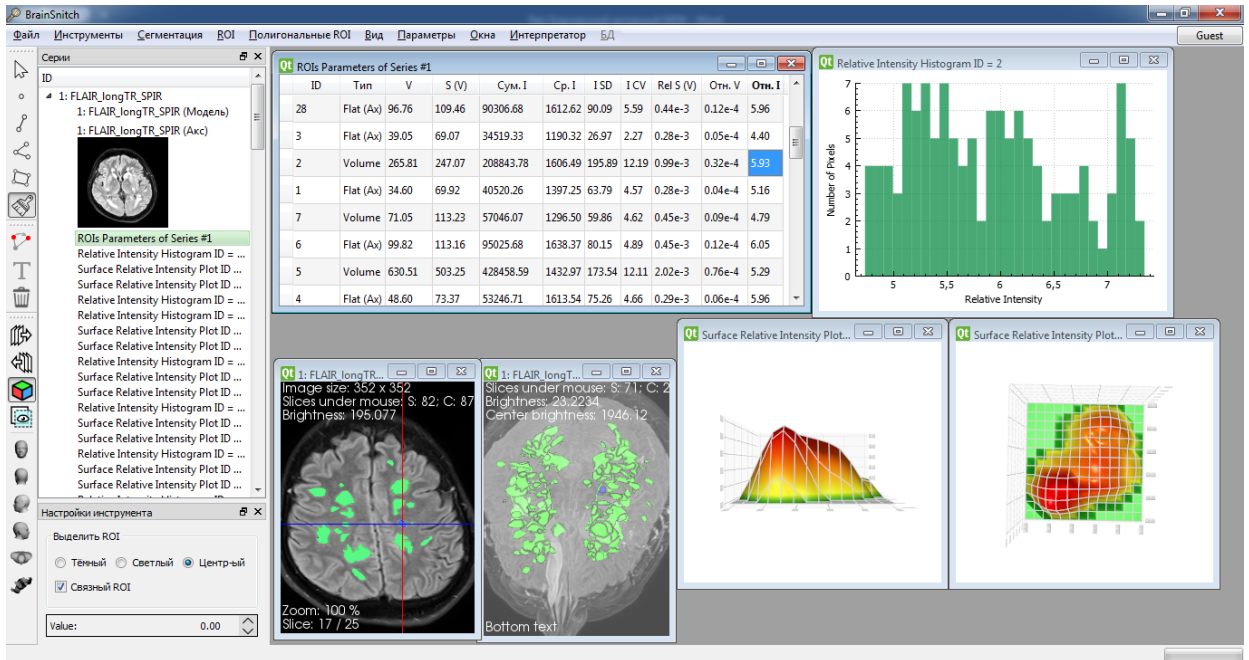 BrainSnitch
Файл Инструменты Сегментация ROI Полигональные ROI Вид Параметры Окна Интерпретатор БД Guest
Серии
ID
1: FLAIR_longTR_SPIR
1: FLAIR_longTR_SPIR (Модель)
1: FLAIR_longTR_SPIR (Акс)
ROIs Parameters of Series #1
Relative Intensity Histogram ID = ...
Surface Relative Intensity Plot ID ...
Surface Relative Intensity Plot ID ...
Relative Intensity Histogram ID = ...
Relative Intensity Histogram ID = ...
Surface Relative Intensity Plot ID ...
Surface Relative Intensity Plot ID ...
Relative Intensity Histogram ID = ...
Surface Relative Intensity Plot ID ...
Surface Relative Intensity Plot ID ...
Relative Intensity Histogram ID = ...
Surface Relative Intensity Plot ID ...
Surface Relative Intensity Plot ID ...
Relative Intensity Histogram ID = ...
Surface Relative Intensity Plot ID ...
Surface Relative Intensity Plot ID ...
Настройки инструмента
Выделить ROI
Тёмный Светлый Центр-ый
Связный ROI
Value: 0.00
ROIs Parameters of Series #1
ID Тип V S (V) Сум. I Ср. I I SD I CV Rel S (V) Отн. V Отн. I
28 Flat (Ax) 96.76 109.46 90306.68 1612.62 90.09 5.59 0.44e-3 0.12e-4 5.96
3 Flat (Ax) 39.05 69.07 34519.33 1190.32 26.97 2.27 0.28e-3 0.05e-4 4.40
2 Volume 265.81 247.07 208843.78 1606.49 195.89 12.19 0.99e-3 0.32e-4 5.93
1 Flat (Ax) 34.60 69.92 40520.26 1397.25 63.79 4.57 0.28e-3 0.04e-4 5.16
7 Volume 71.05 113.23 57046.07 1296.50 59.86 4.62 0.45e-3 0.09e-4 4.79
6 Flat (Ax) 99.82 113.16 95025.68 1638.37 80.15 4.89 0.45e-3 0.12e-4 6.05
5 Volume 630.51 503.25 428458.59 1432.97 173.54 12.11 2.02e-3 0.76e-4 5.29
4 Flat (Ax) 48.60 73.37 53246.71 1613.54 75.26 4.66 0.29e-3 0.06e-4 5.96
Relative Intensity Histogram ID = 2
Number of Pixels
7
6
5
4
3
2
1
0
5 5,5 6 6,5 7
Relative Intensity
1: FLAIR_longTR...
Image size: 352 x 352
Slices under mouse: S: 82; C: 87
Brightness: 195.077
Zoom: 100 %
Slice: 17 / 25
1: FLAIR_longT...
Slices under mouse: S: 71; C: 2
Brightness: 23.2234
Center brightness: 1946.12
Bottom text
Surface Relative Intensity Plot...
Surface Relative Intensity Plot...